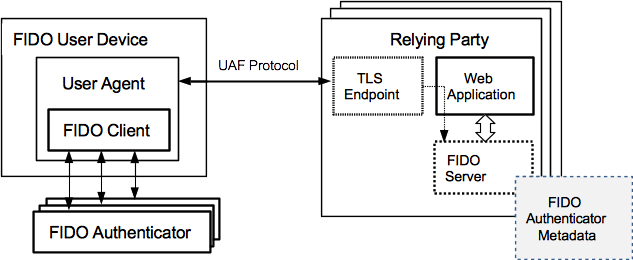 FIDO User Device
User Agent
FIDO Client
FIDO Authenticator
UAF Protocol
Relying Party
TLS
Endpoint
Web
Application
FIDO
Server
FIDO
Authenticator
Metadata